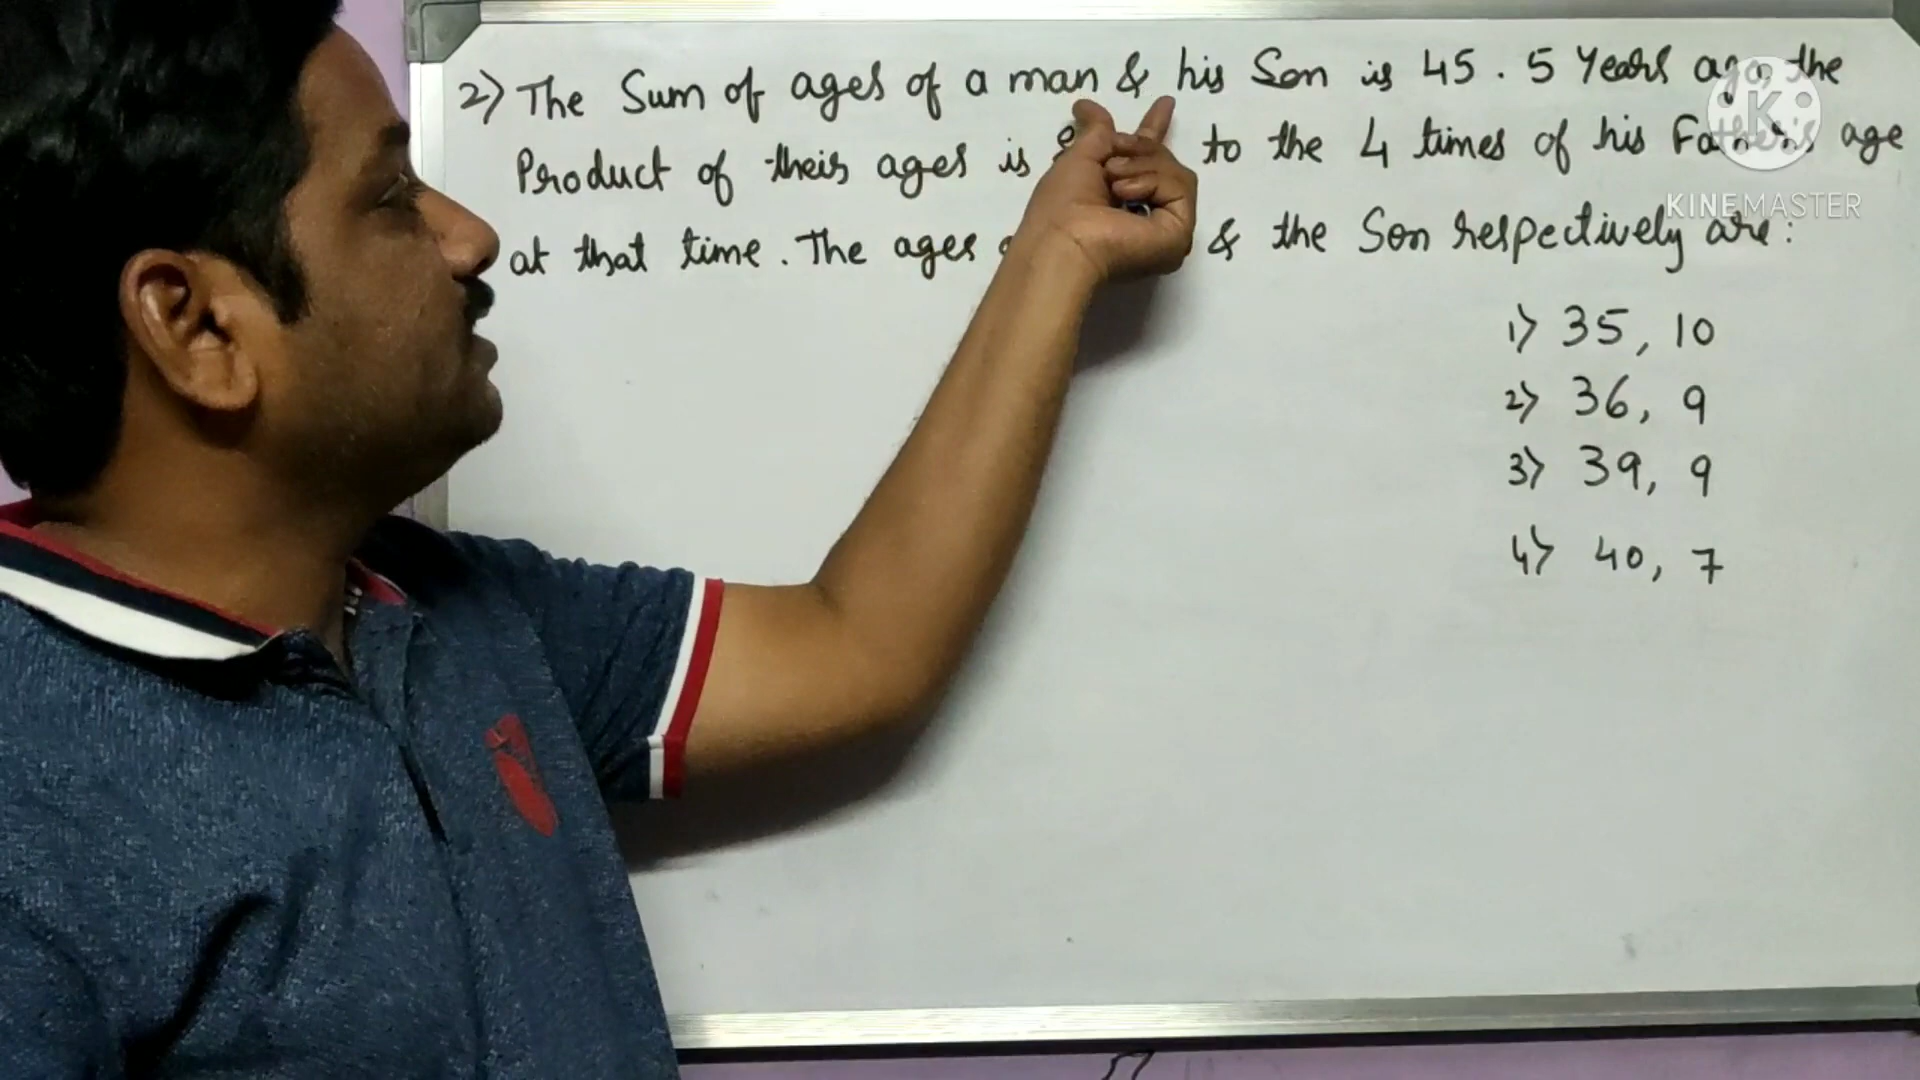 2) The Sum of ages of a man & his Son is 45. 5 Years ago the
Product of their ages is to the 4 times of his Father's age
at that time. The ages & the Son respectively are:
1) 35, 10
2) 36, 9
3) 39, 9
4) 40, 7
K
KINEMASTER